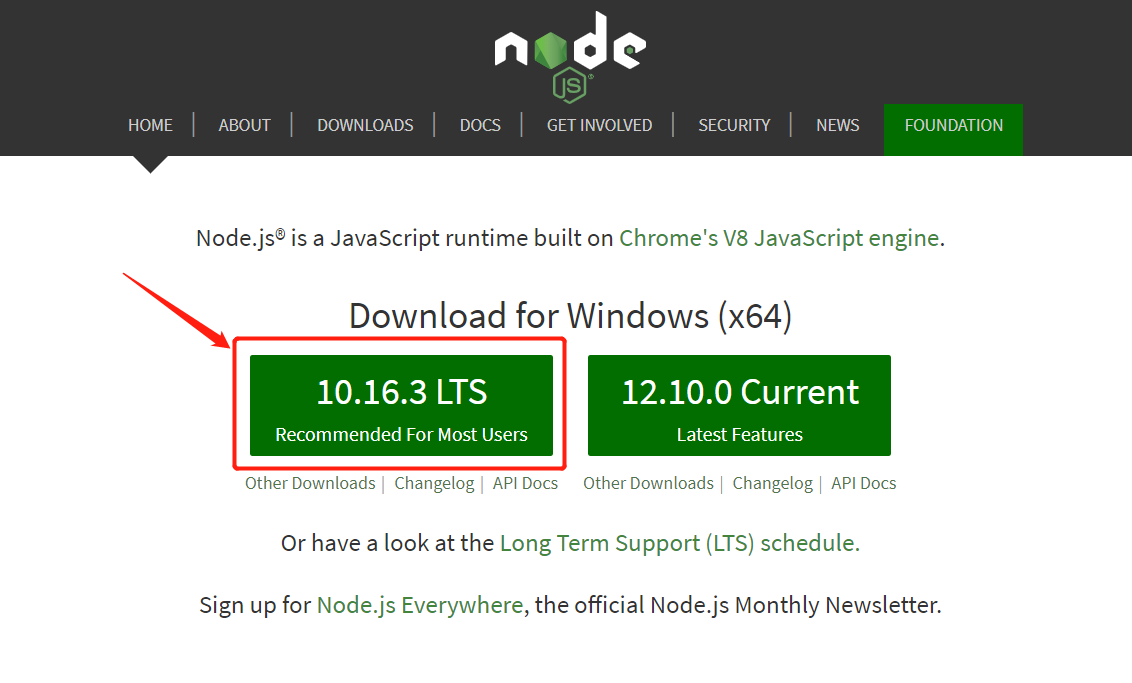 node
JS®
HOME | ABOUT | DOWNLOADS | DOCS | GET INVOLVED | SECURITY | NEWS FOUNDATION
Node.js® is a JavaScript runtime built on Chrome's V8 JavaScript engine.
Download for Windows (x64)
10.16.3 LTS
Recommended For Most Users
12.10.0 Current
Latest Features
Other Downloads | Changelog | API Docs
Other Downloads | Changelog | API Docs
Or have a look at the Long Term Support (LTS) schedule.
Sign up for Node.js Everywhere, the official Node.js Monthly Newsletter.